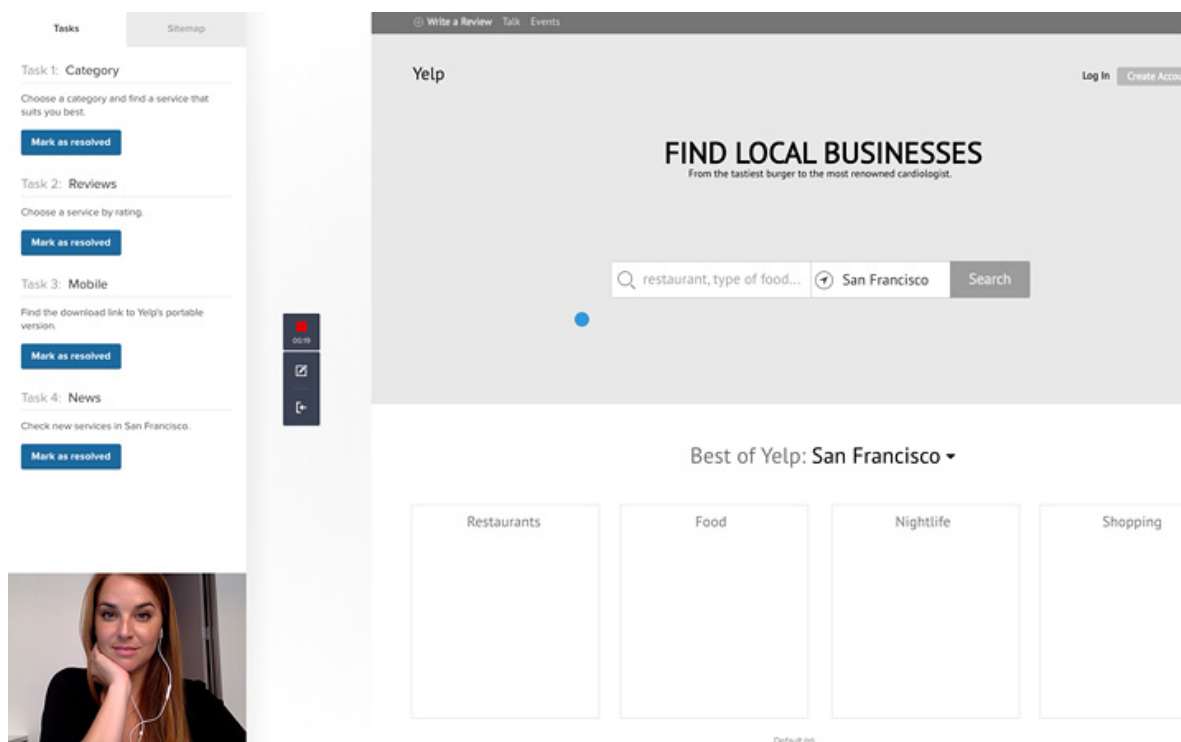 Tasks
Sitemap
Task 1: Category
Choose a category and find a service that
suits you best.
Mark as resolved
Task 2: Reviews
Choose a service by rating.
Mark as resolved
Task 3: Mobile
Find the download link to Yelp's portable
version.
Mark as resolved
Task 4: News
Check new services in San Francisco.
Mark as resolved
00:19
Write a Review Talk Events
Yelp
Log In
Create Accou
FIND LOCAL BUSINESSES
From the tastiest burger to the most renowned cardiologist.
restaurant, type of food...
San Francisco
Search
Best of Yelp: San Francisco
Restaurants
Food
Nightlife
Shopping